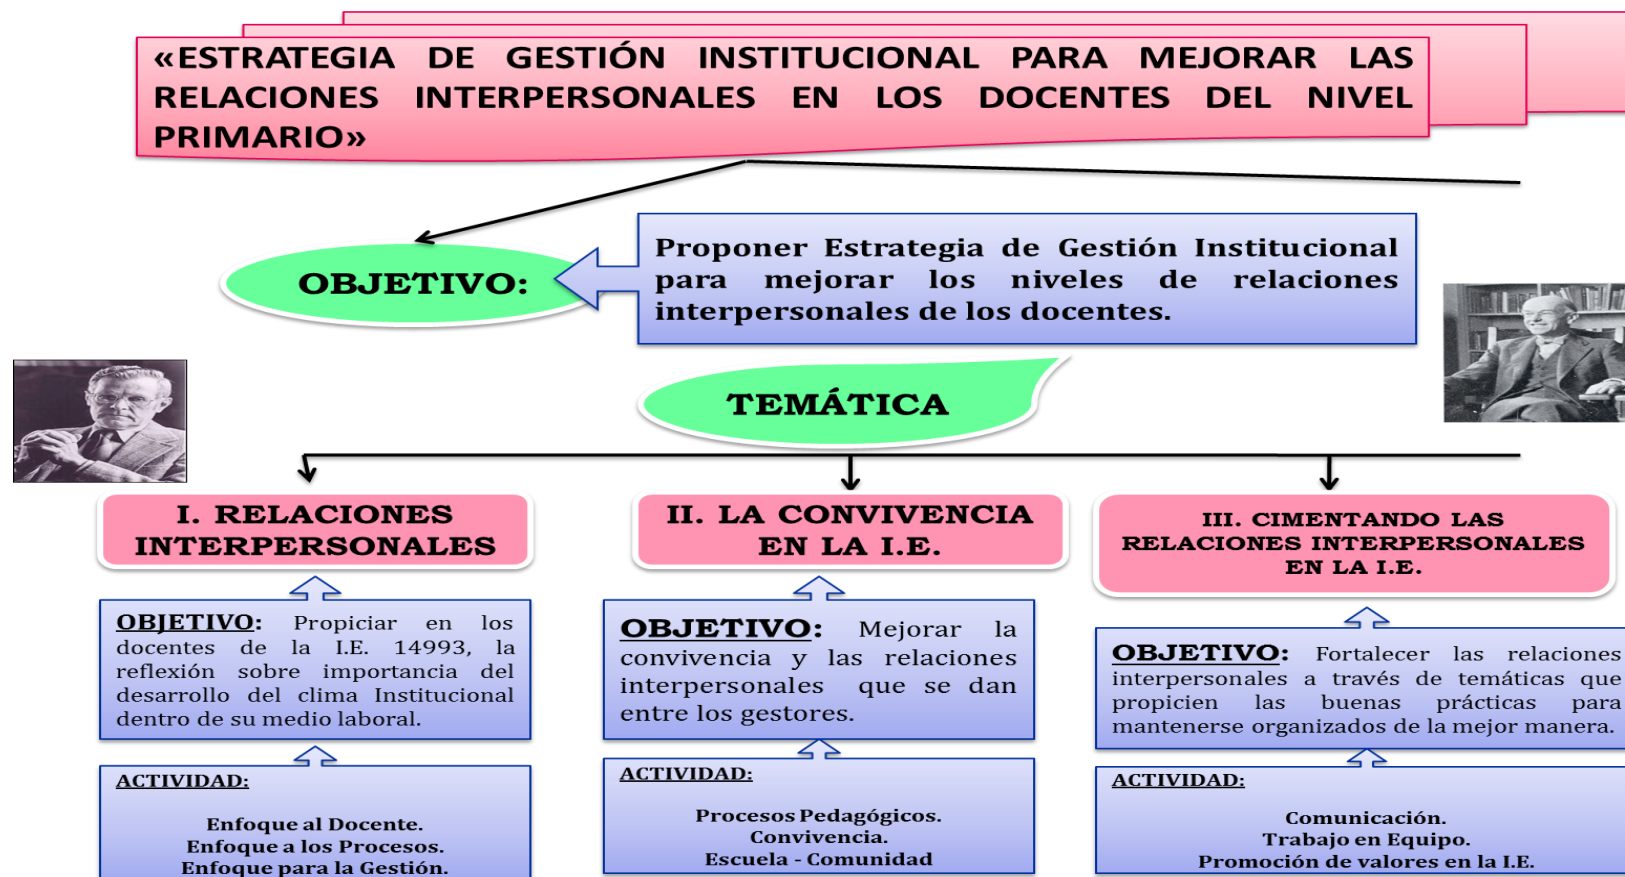 «ESTRATEGIA DE GESTIÓN INSTITUCIONAL PARA MEJORAR LAS
RELACIONES INTERPERSONALES EN LOS DOCENTES DEL NIVEL
PRIMARIO»
OBJETIVO:
Proponer Estrategia de Gestión Institucional
para mejorar los niveles de relaciones
interpersonales de los docentes.
TEMÁTICA
I. RELACIONES
INTERPERSONALES
OBJETIVO: Propiciar en los
docentes de la I.E. 14993, la
reflexión sobre importancia del
desarrollo del clima Institucional
dentro de su medio laboral.
ACTIVIDAD:
Enfoque al Docente.
Enfoque a los Procesos.
Enfoque para la Gestión.
II. LA CONVIVENCIA
EN LA I.E.
OBJETIVO: Mejorar la
convivencia y las relaciones
interpersonales que se dan
entre los gestores.
ACTIVIDAD:
Procesos Pedagógicos.
Convivencia.
Escuela - Comunidad
III. CIMENTANDO LAS
RELACIONES INTERPERSONALES
EN LA I.E.
OBJETIVO: Fortalecer las relaciones
interpersonales a través de temáticas que
propicien las buenas prácticas para
mantenerse organizados de la mejor manera.
ACTIVIDAD:
Comunicación.
Trabajo en Equipo.
Promoción de valores en la I.E.